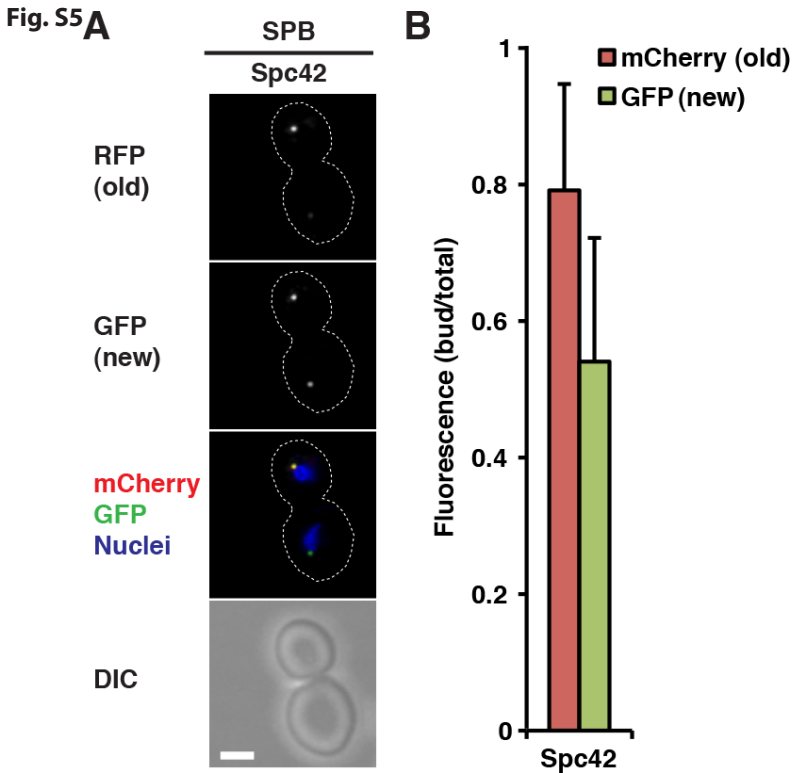 Fig. S5
A
SPB
Spc42
RFP
(old)
GFP
(new)
mCherry
GFP
Nuclei
DIC
B
mCherry (old)
GFP (new)
Fluorescence (bud/total)
1
0.8
0.6
0.4
0.2
0
Spc42